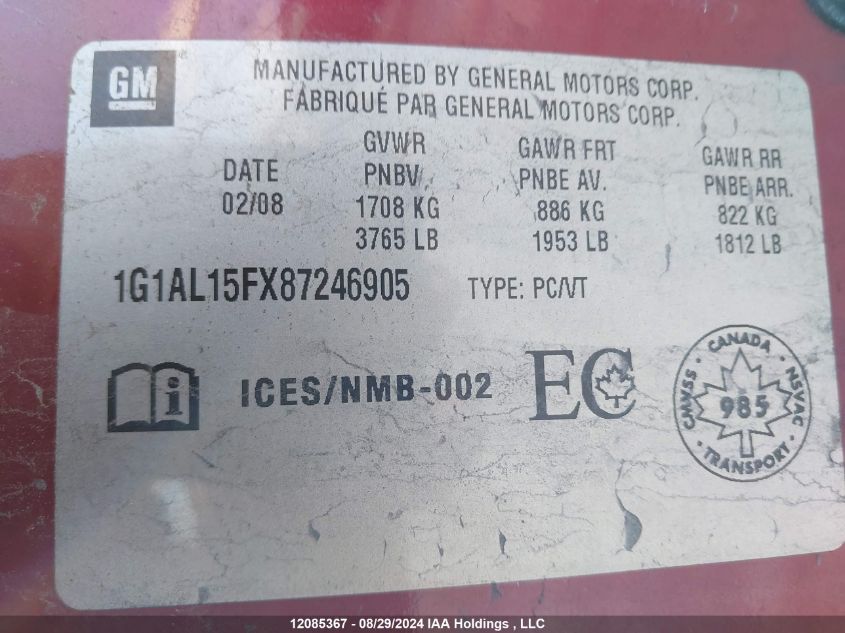 GM
MANUFACTURED BY GENERAL MOTORS CORP.
FABRIQUÉ PAR GENERAL MOTORS CORP.
DATE GVWR GAWR FRT GAWR RR
PNBV PNBE AV. PNBE ARR.
02/08 1708 KG 886 KG 822 KG
3765 LB 1953 LB 1812 LB
1G1AL15FX87246905 TYPE: PC/VT
ICES/NMB-002 EC
CANADA
CMVSS 985 NSVAC
TRANSPORT
12085367 - 08/29/2024 IAA Holdings , LLC